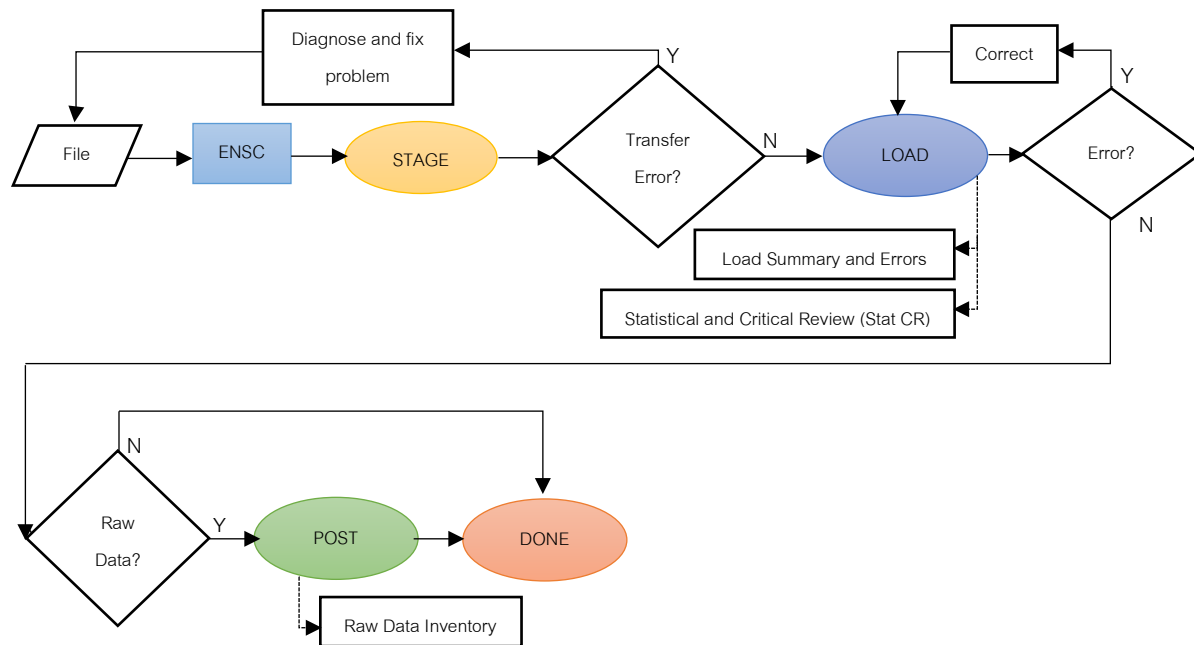 Diagnose and fix
problem
Y
Correct
Y
File
ENSC
STAGE
Transfer
Error?
N
LOAD
Error?
N
Load Summary and Errors
Statistical and Critical Review (Stat CR)
N
Raw
Data?
Y
POST
DONE
Raw Data Inventory